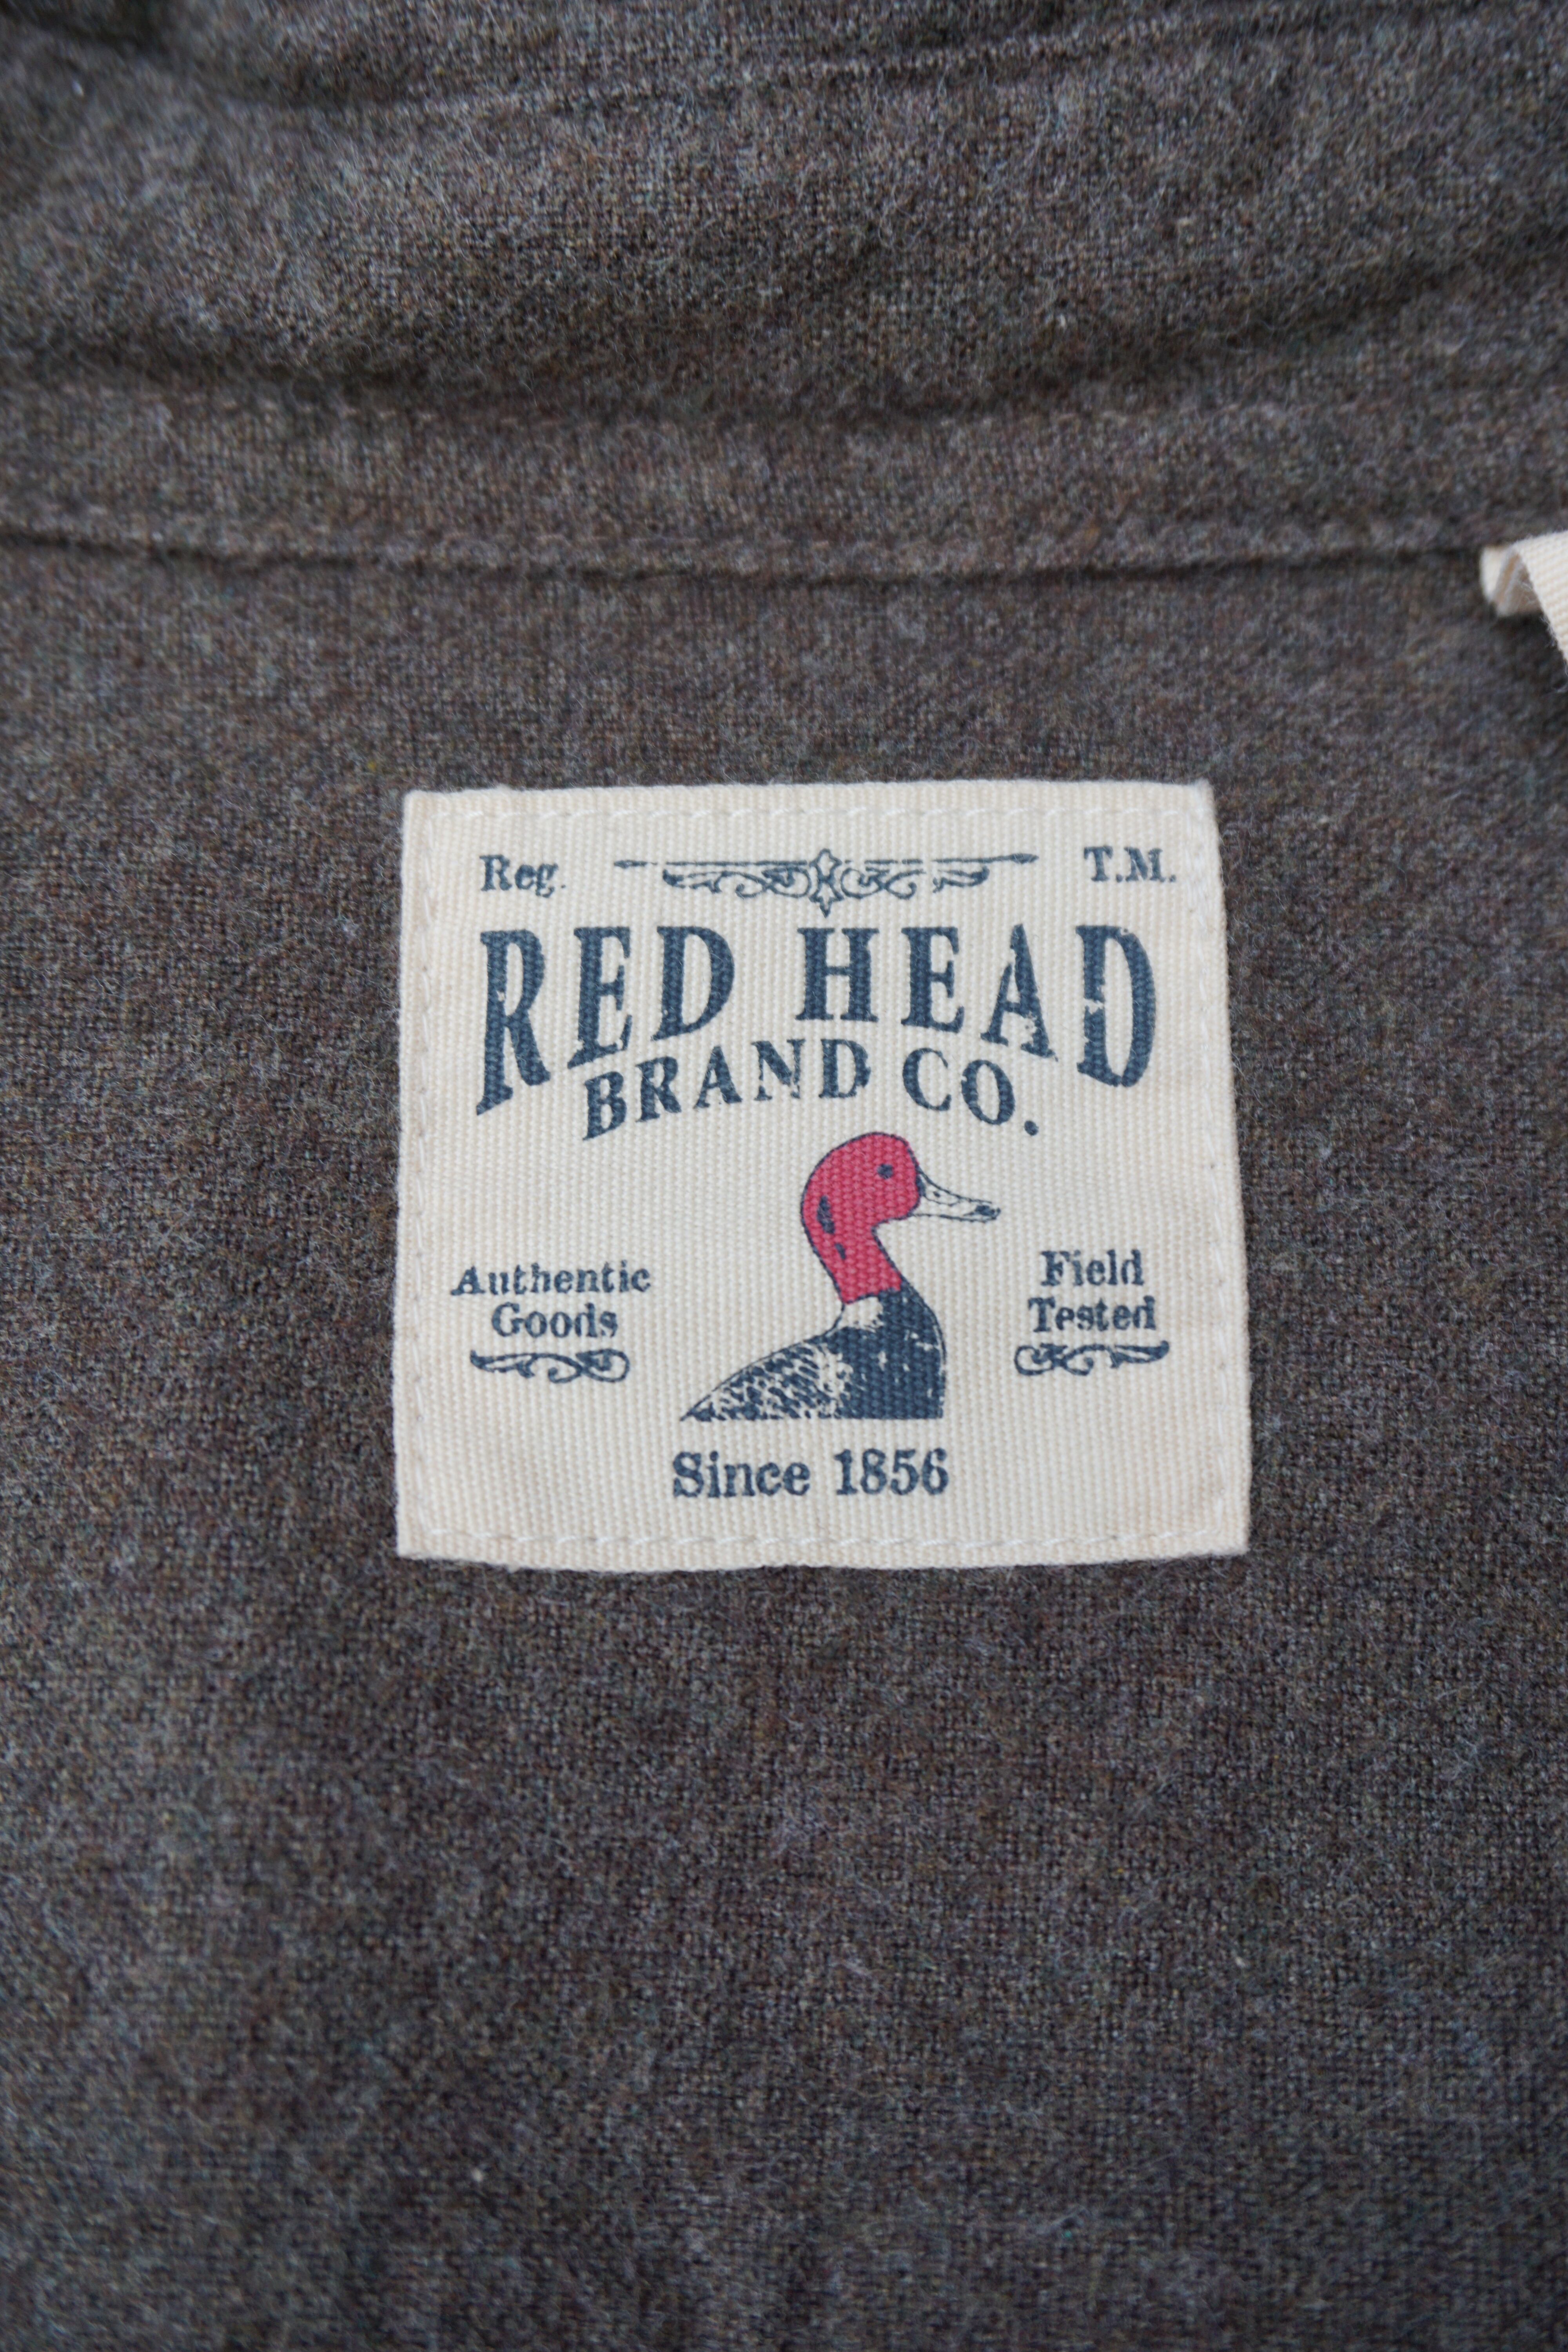 Reg. T.M.
RED HEAD
BRAND CO.
Authentic
Goods
Field
Tested
Since 1856